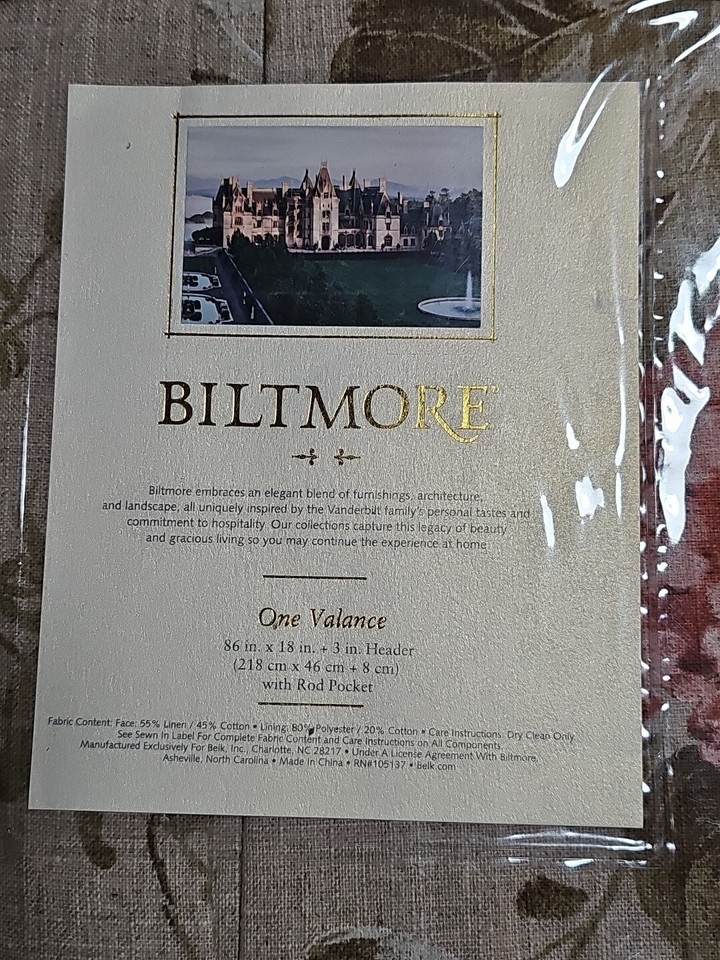 BILTMORE™
Biltmore embraces an elegant blend of furnishings, architecture,
and landscape, all uniquely inspired by the Vanderbilt family's personal tastes and
commitment to hospitality. Our collections capture this legacy of beauty
and gracious living so you may continue the experience at home.
One Valance
86 in. x 18 in. + 3 in. Header
(218 cm x 46 cm + 8 cm)
with Rod Pocket
Fabric Content: Face: 55% Linen / 45% Cotton • Lining: 80% Polyester / 20% Cotton • Care Instructions: Dry Clean Only.
See Sewn In Label For Complete Fabric Content and Care Instructions on All Components.
Manufactured Exclusively For Belk, Inc., Charlotte, NC 28217 • Under A License Agreement With Biltmore,
Asheville, North Carolina • Made In China • RN#105137 • Belk.com